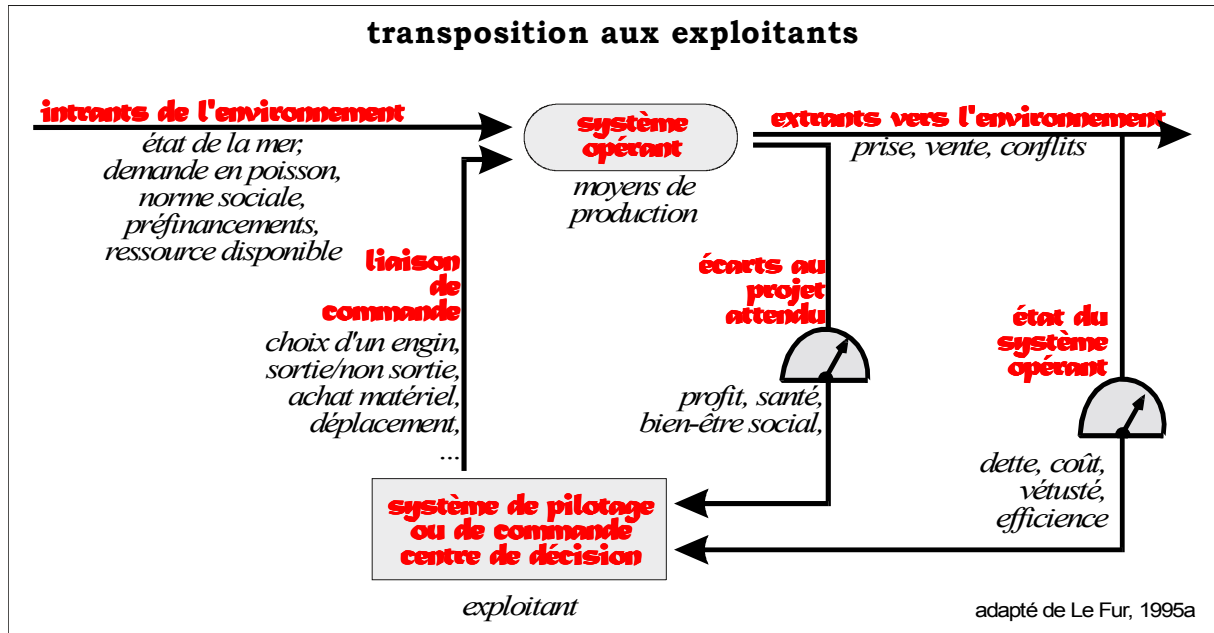 transposition aux exploitants
intrants de l'environnement
état de la mer,
demande en poisson,
norme sociale,
préfinancements,
ressource disponible
système
opérant
moyens de
production
extrants vers l'environnement
prise, vente, conflits
liaison
de
commande
choix d'un engin,
sortie/non sortie,
achat matériel,
déplacement,
...
écarts au
projet
attendu
profit, santé,
bien-être social,
état du
système
opérant
dette, coût,
vétusté,
efficience
système de pilotage
ou de commande
centre de décision
exploitant
adapté de Le Fur, 1995a